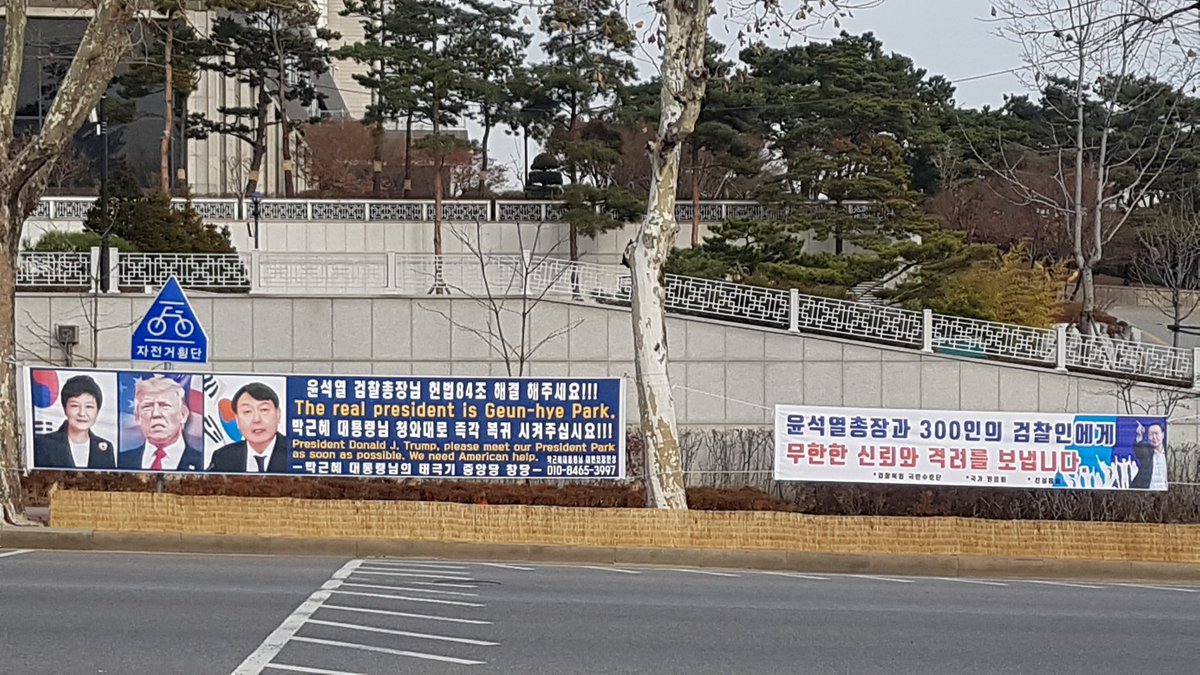 자전거횡단
윤석열 검찰총장님 헌법84조 해결 해주세요!!!
The real president is Geun-hye Park.
박근혜 대통령님 청와대로 즉각 복귀 시켜주십시요!!!
President Donald J. Trump, please meet our President Park
as soon as possible. We need American help.
-박근혜 대통령님의 태극기 중앙당 창당- 010-8465-3997
윤석열총장과 300인의 검찰인에게
무한한 신뢰와 격려를 보냅니다